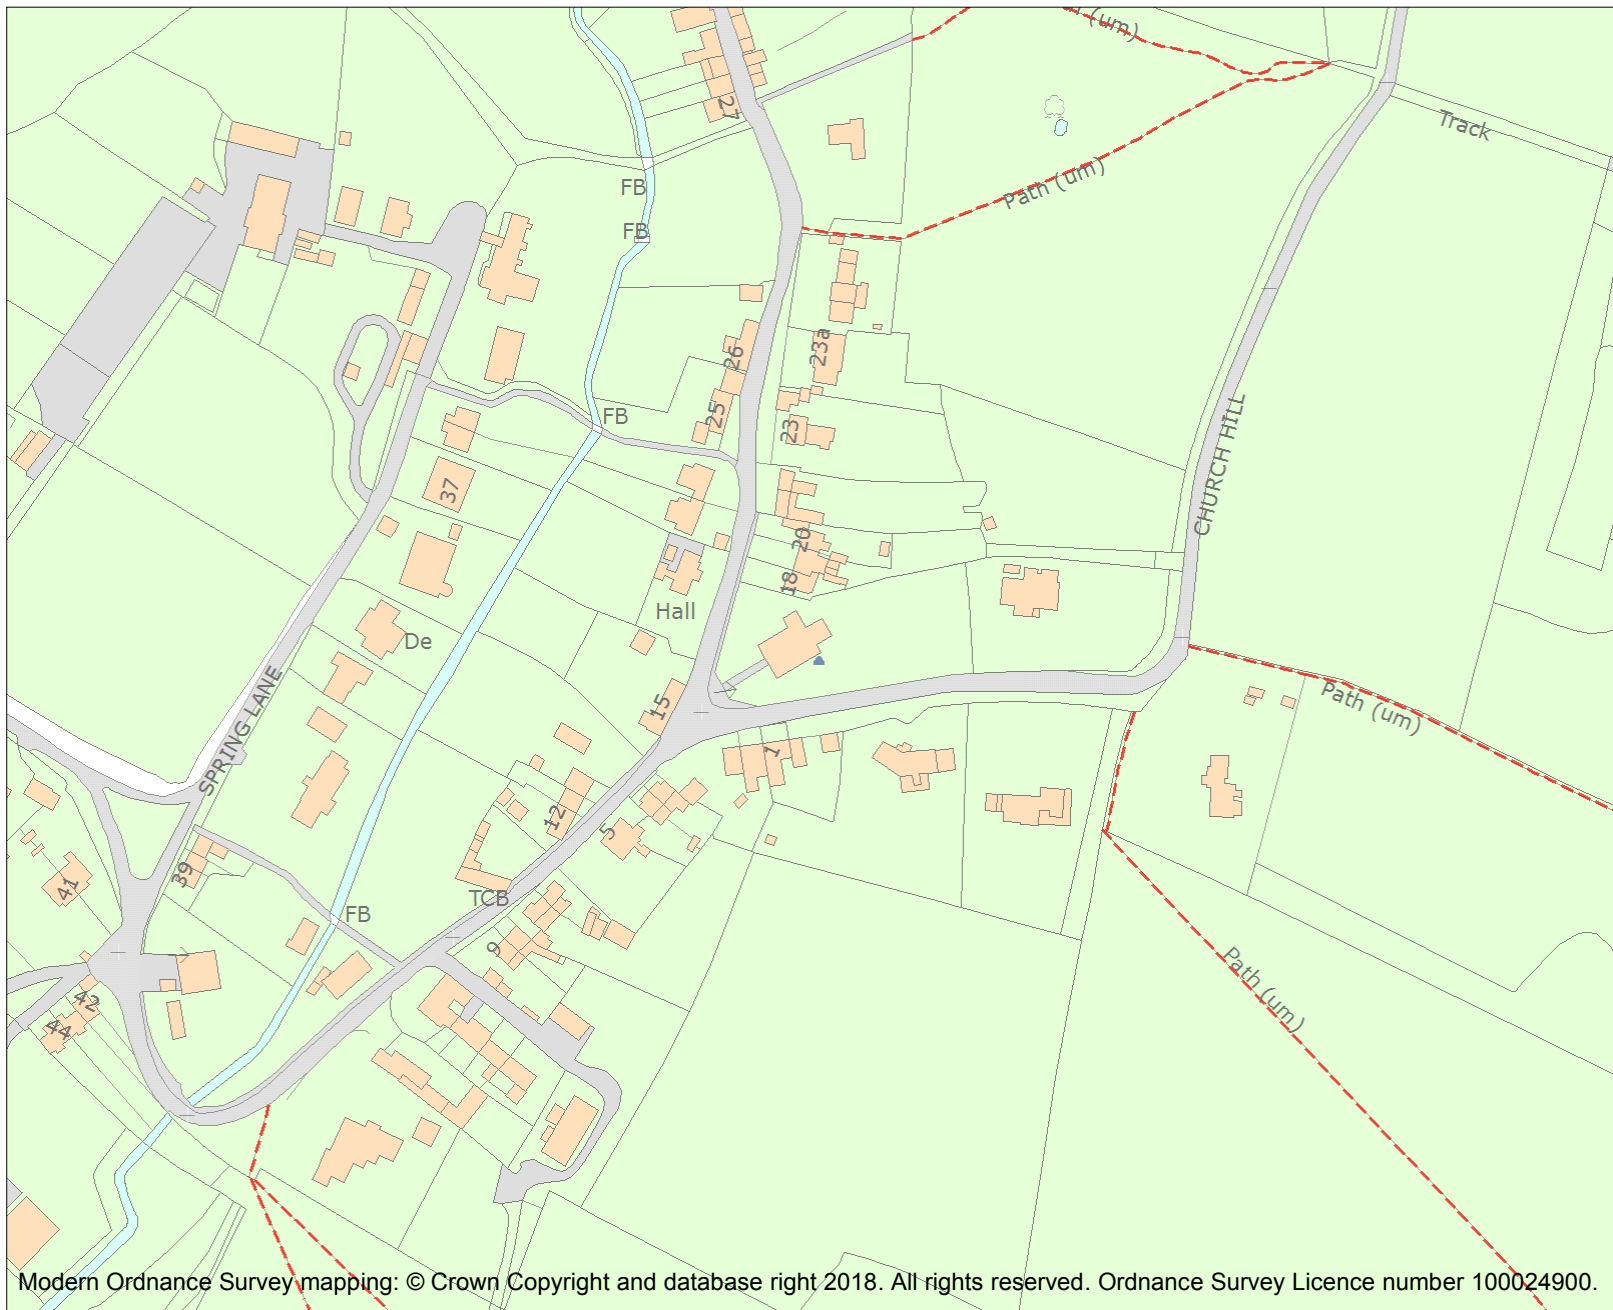 (um)
27
Track
Path (um)
FB
FB
26
23a
FB
25
23
CHURCH HILL
37
20
18
Hall
De
15
SPRING LANE
Path (um)
1
12
5
39
41
TCB
FB
9
Path (um)
42
44
Modern Ordnance Survey mapping: © Crown Copyright and database right 2018. All rights reserved. Ordnance Survey Licence number 100024900.